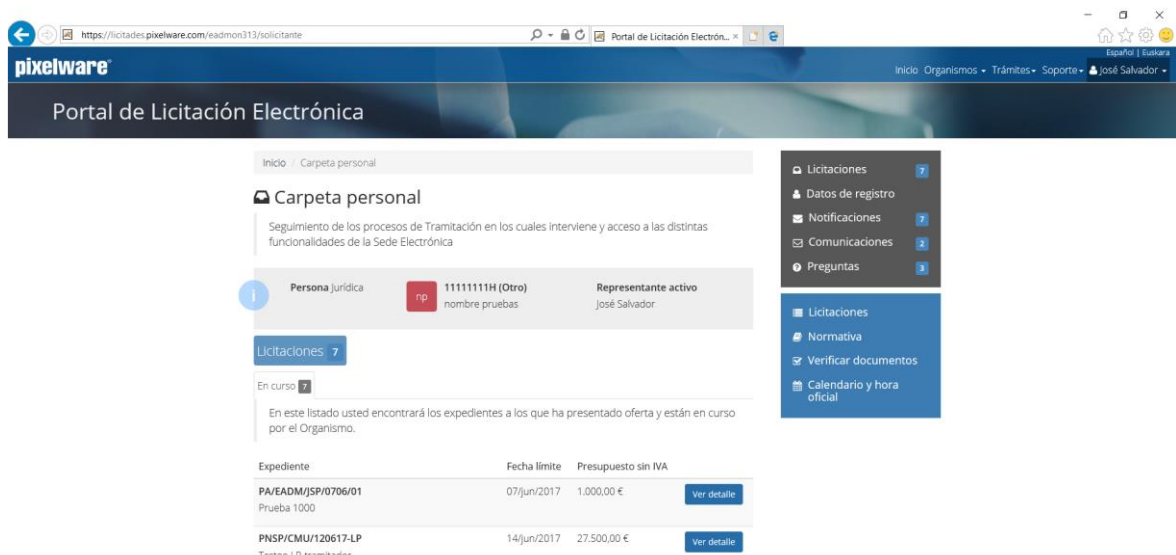 https://licitades.pixelware.com/eadmon313/solicitante
Portal de Licitación Electrón...
Español | Euskara
pixelware
Inicio Organismos Trámites Soporte José Salvador
Portal de Licitación Electrónica
Inicio / Carpeta personal
Carpeta personal
Seguimiento de los procesos de Tramitación en los cuales interviene y acceso a las distintas
funcionalidades de la Sede Electrónica
i
Persona Jurídica
np
11111111H (Otro)
nombre pruebas
Representante activo
José Salvador
Licitaciones 7
En curso 7
En este listado usted encontrará los expedientes a los que ha presentado oferta y están en curso
por el Organismo.
Expediente Fecha límite Presupuesto sin IVA
PA/EADM/JSP/0706/01 07/jun/2017 1.000,00 € Ver detalle
Prueba 1000
PNSP/CMU/120617-LP 14/jun/2017 27.500,00 € Ver detalle
Licitaciones 7
Datos de registro
Notificaciones 7
Comunicaciones 2
Preguntas 3
Licitaciones
Normativa
Verificar documentos
Calendario y hora
oficial